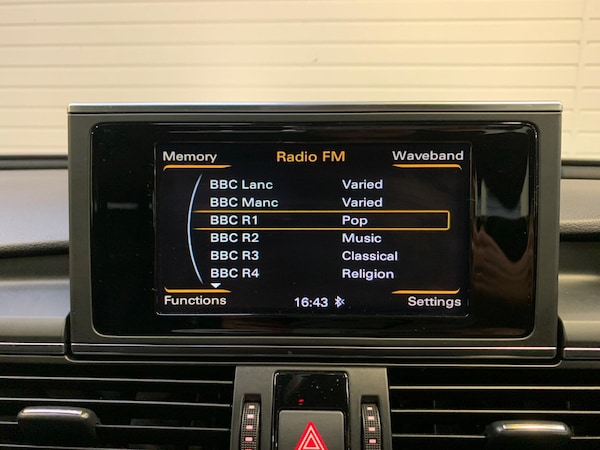 Memory Radio FM Waveband
BBC Lanc Varied
BBC Manc Varied
BBC R1 Pop
BBC R2 Music
BBC R3 Classical
BBC R4 Religion
Functions 16:43 Settings